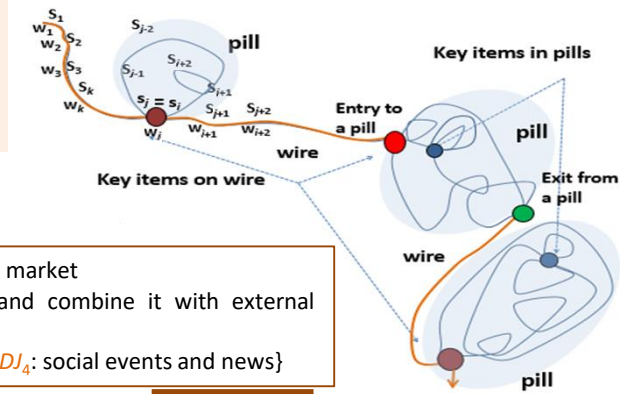 S1
w1
w2
S2
w3
S3
Sk
wk
Sj-2
pill
Sj-1
Si+2
Si+1
sj = si
wj
Sj+1
Sj+2
wi+1
wi+2
wire
Key items on wire
Entry to
a pill
Key items in pills
pill
Exit from
a pill
wire
pill
market
and combine it with external
DJ4: social events and news}